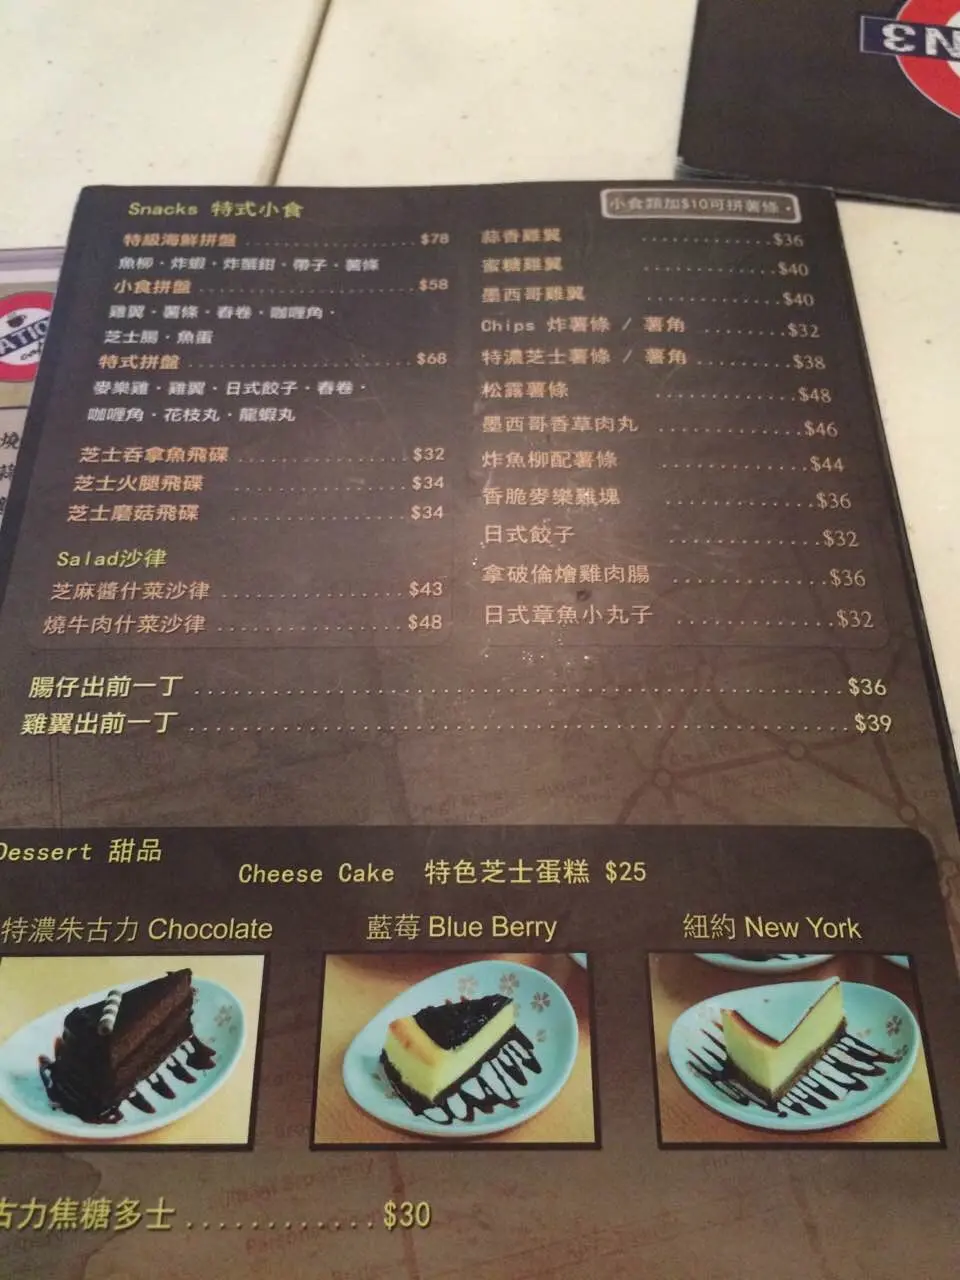 N3
Snacks 特式小食
小食類加$10可拼薯條。
特級海鮮拼盤 $78
魚柳·炸蝦·炸蟹鉗·帶子·薯條
小食拼盤 $58
雞翼·薯條·春卷·咖喱角·
芝士腸·魚蛋
特式拼盤 $68
麥樂雞·雞翼·日式餃子·春卷·
咖喱角·花枝丸·龍蝦丸
芝士吞拿魚飛碟 $32
芝士火腿飛碟 $34
芝士磨菇飛碟 $34
Salad沙律
芝麻醬什菜沙律 $43
燒牛肉什菜沙律 $48
蒜香雞翼 $36
蜜糖雞翼 $40
墨西哥雞翼 $40
Chips 炸薯條 / 薯角 $32
特濃芝士薯條 / 薯角 $38
松露薯條 $48
墨西哥香草肉丸 $46
炸魚柳配薯條 $44
香脆麥樂雞塊 $36
日式餃子 $32
拿破倫燴雞肉腸 $36
日式章魚小丸子 $32
腸仔出前一丁 $36
雞翼出前一丁 $39
Dessert 甜品
Cheese Cake 特色芝士蛋糕 $25
特濃朱古力 Chocolate
藍莓 Blue Berry
紐約 New York
古力焦糖多士 $30